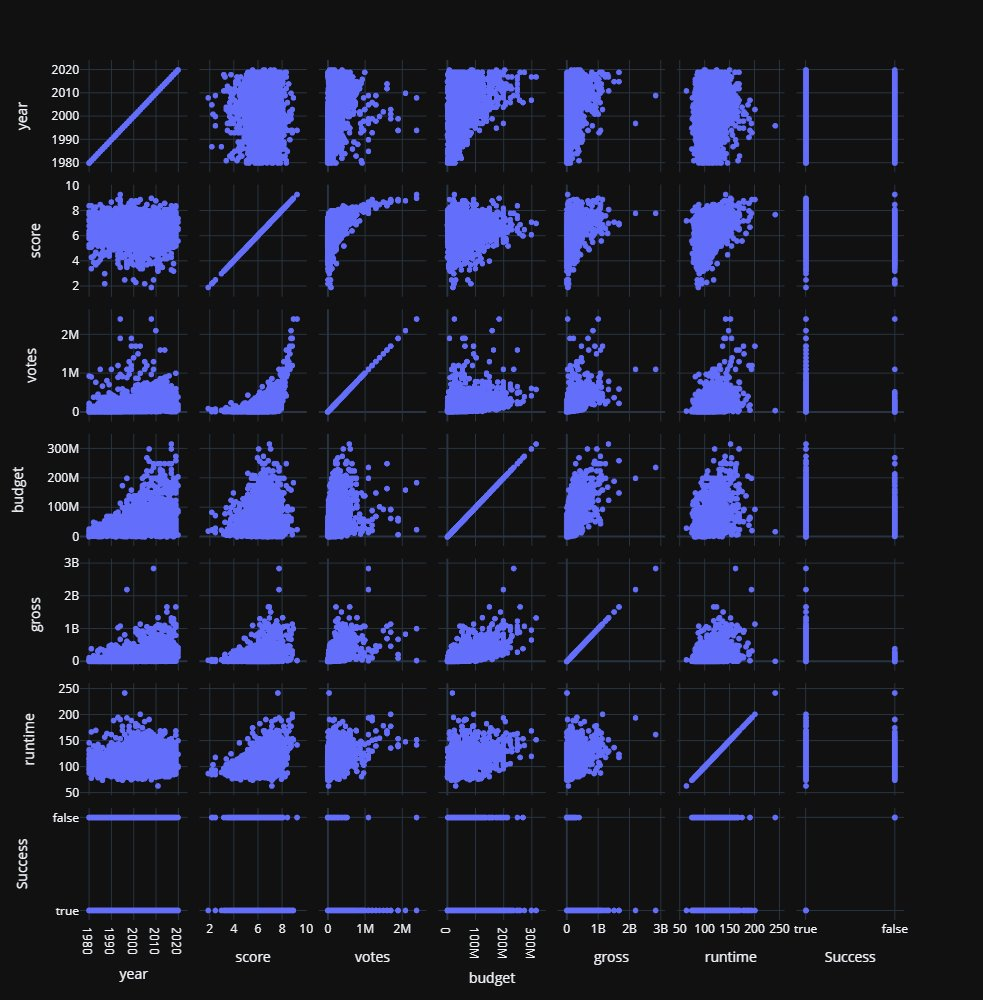 2020
2010
2000
1990
1980
year
10
8
6
4
2
score
2M
1M
0
votes
300M
200M
100M
0
budget
3B
2B
1B
0
gross
250
200
150
100
50
runtime
false
true
Success
1980 1990 2000 2010 2020
2 4 6 8 10
0 1M 2M
0 100M 200M 300M
0 1B 2B 3B
50 100 150 200 250
true false
year score votes budget gross runtime Success